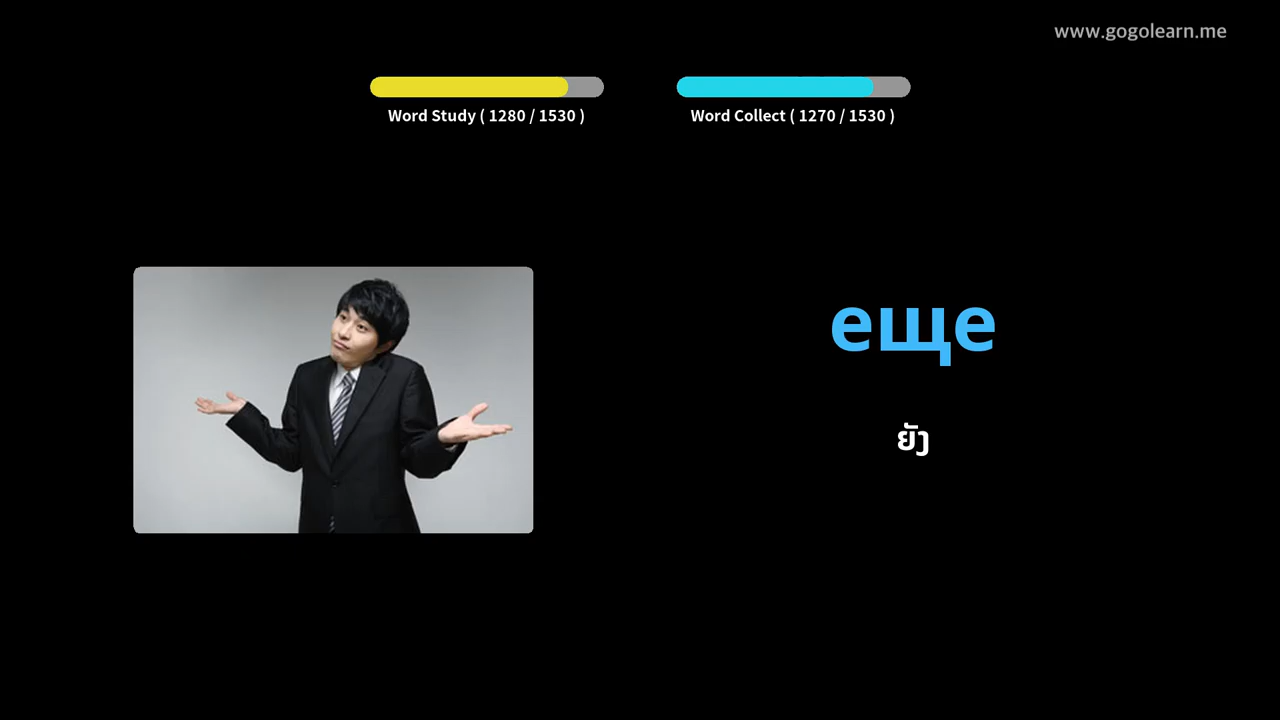 www.gogolearn.me
Word Study ( 1280 / 1530 )
Word Collect ( 1270 / 1530 )
еще
ຍັງ